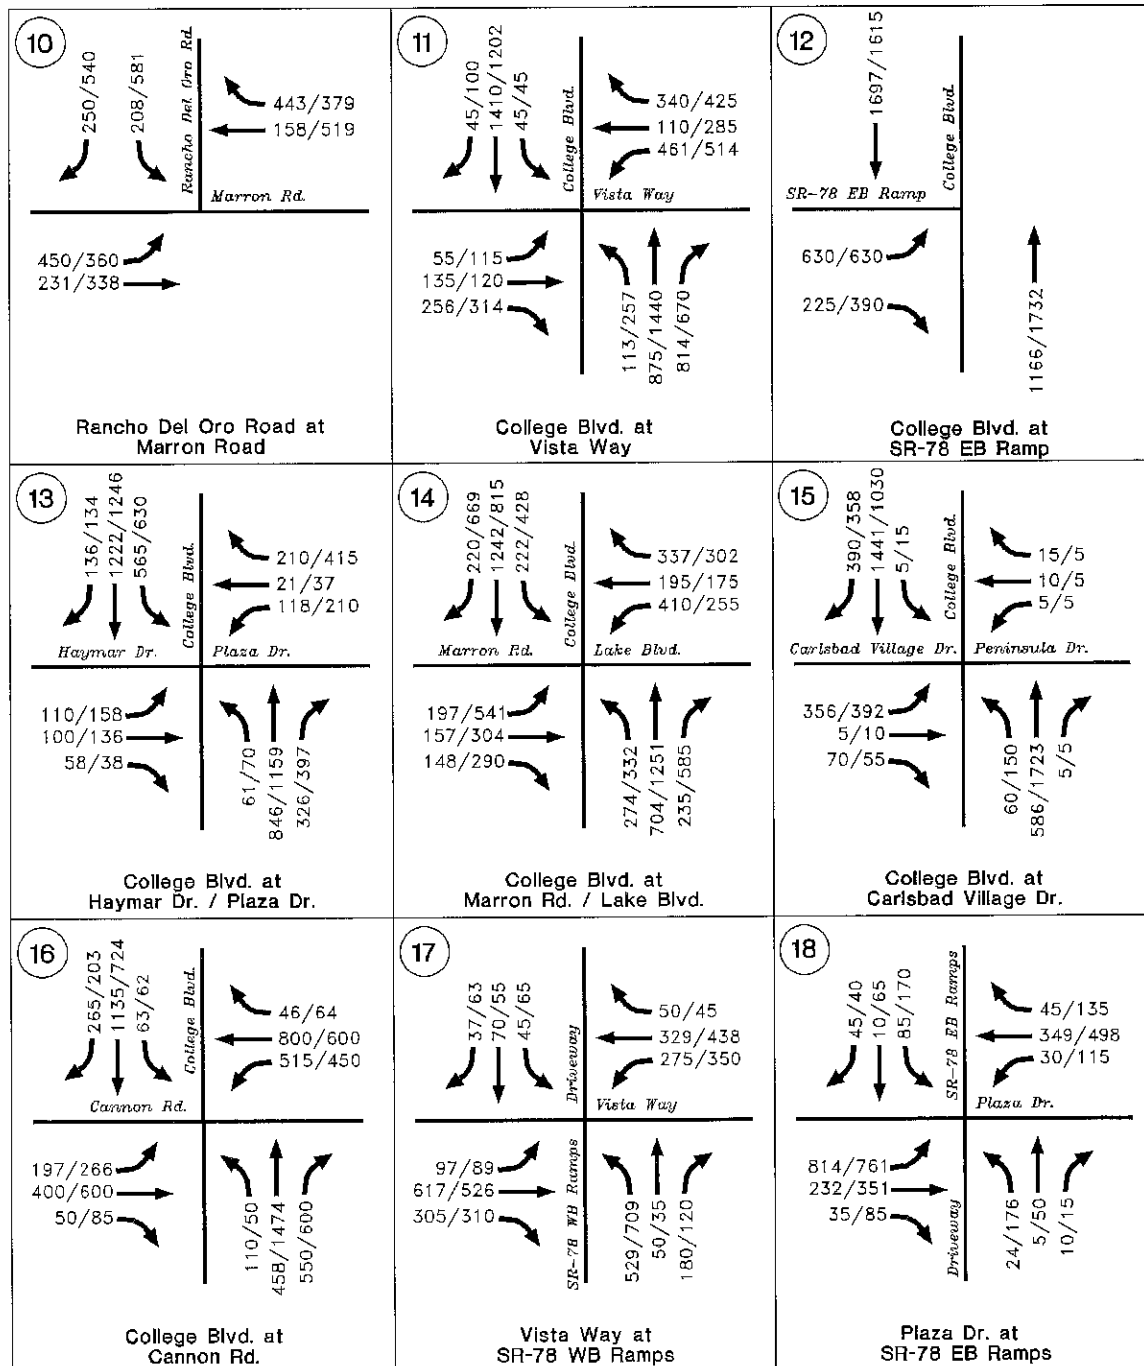 10
250/540
208/581
Rancho Del Oro Rd.
443/379
158/519
Marron Rd.
450/360
231/338
Rancho Del Oro Road at
Marron Road
11
45/100
1410/1202
45/45
College Blvd.
340/425
110/285
461/514
Vista Way
55/115
135/120
256/314
113/257
875/1440
814/670
College Blvd. at
Vista Way
12
1697/1615
College Blvd.
SR-78 EB Ramp
630/630
225/390
1166/1732
College Blvd. at
SR-78 EB Ramp
13
136/134
1222/1246
565/630
College Blvd.
210/415
21/37
118/210
Haymar Dr.
Plaza Dr.
110/158
100/136
58/38
61/70
846/1159
326/397
College Blvd. at
Haymar Dr. / Plaza Dr.
14
220/669
1242/815
222/428
College Blvd.
337/302
195/175
410/255
Marron Rd.
Lake Blvd.
197/541
157/304
148/290
274/332
704/1251
235/585
College Blvd. at
Marron Rd. / Lake Blvd.
15
390/358
1441/1030
5/15
College Blvd.
15/5
10/5
5/5
Carlsbad Village Dr.
Peninsula Dr.
356/392
5/10
70/55
60/150
586/1723
5/5
College Blvd. at
Carlsbad Village Dr.
16
265/203
1135/724
63/62
College Blvd.
46/64
800/600
515/450
Cannon Rd.
197/266
400/600
50/85
110/50
458/1474
550/600
College Blvd. at
Cannon Rd.
17
37/63
70/55
45/65
Driveway
50/45
329/438
275/350
Vista Way
97/89
617/526
305/310
SR-78 WB Ramps
529/709
50/35
180/120
Vista Way at
SR-78 WB Ramps
18
45/40
10/65
85/170
SR-78 EB Ramps
45/135
349/498
30/115
Plaza Dr.
814/761
232/351
35/85
Driveway
24/176
5/50
10/15
Plaza Dr. at
SR-78 EB Ramps